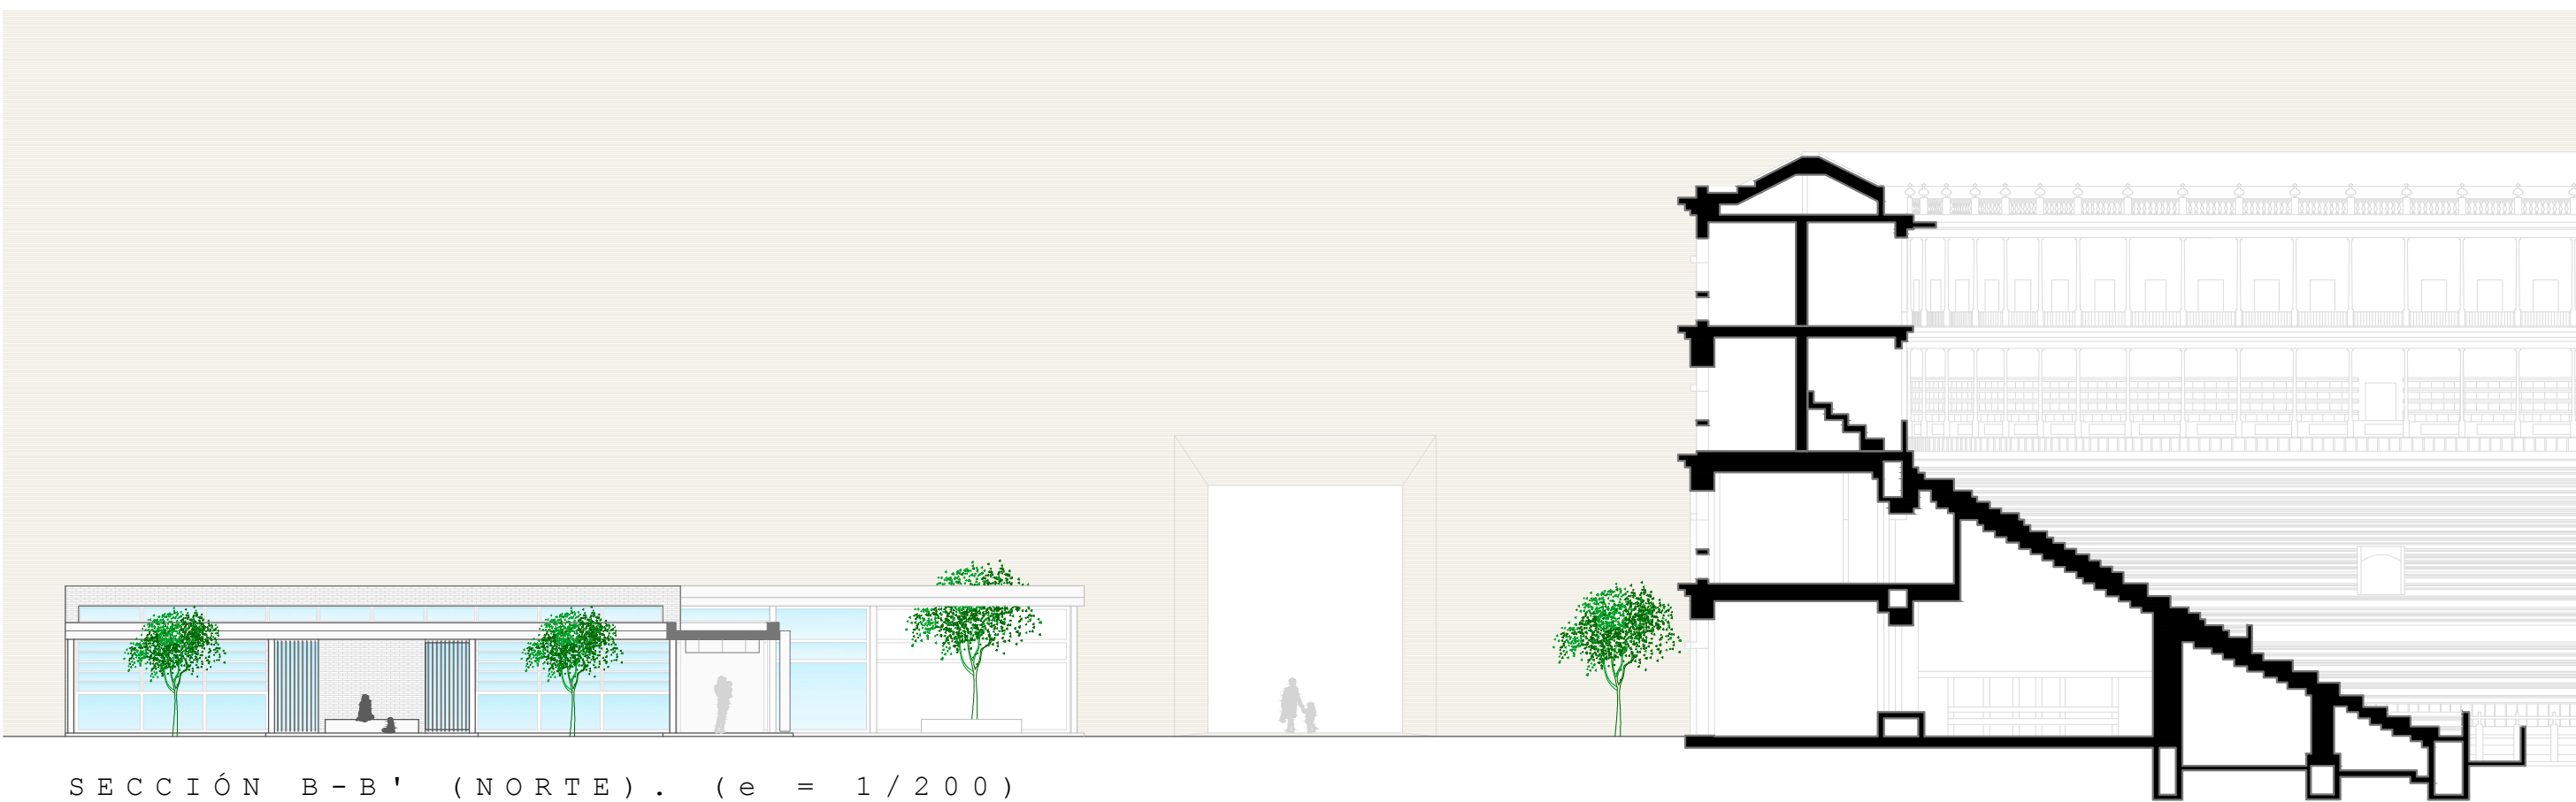 SECCIÓN B-B' (NORTE). (e = 1/200)